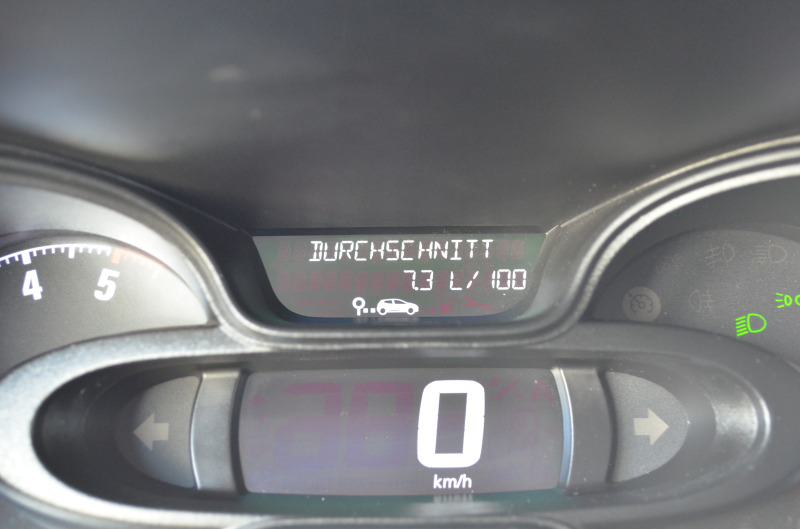 DURCHSCHNITT
7.3 L/100
4 5
0
km/h